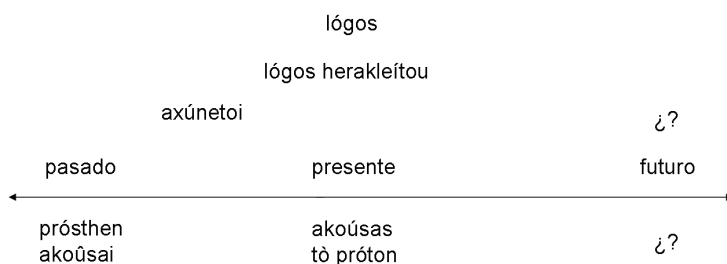 lógos
lógos herakleítou
axúnetoi
¿?
pasado presente futuro
prósthen akoúsas
akoûsai tò próton
¿?